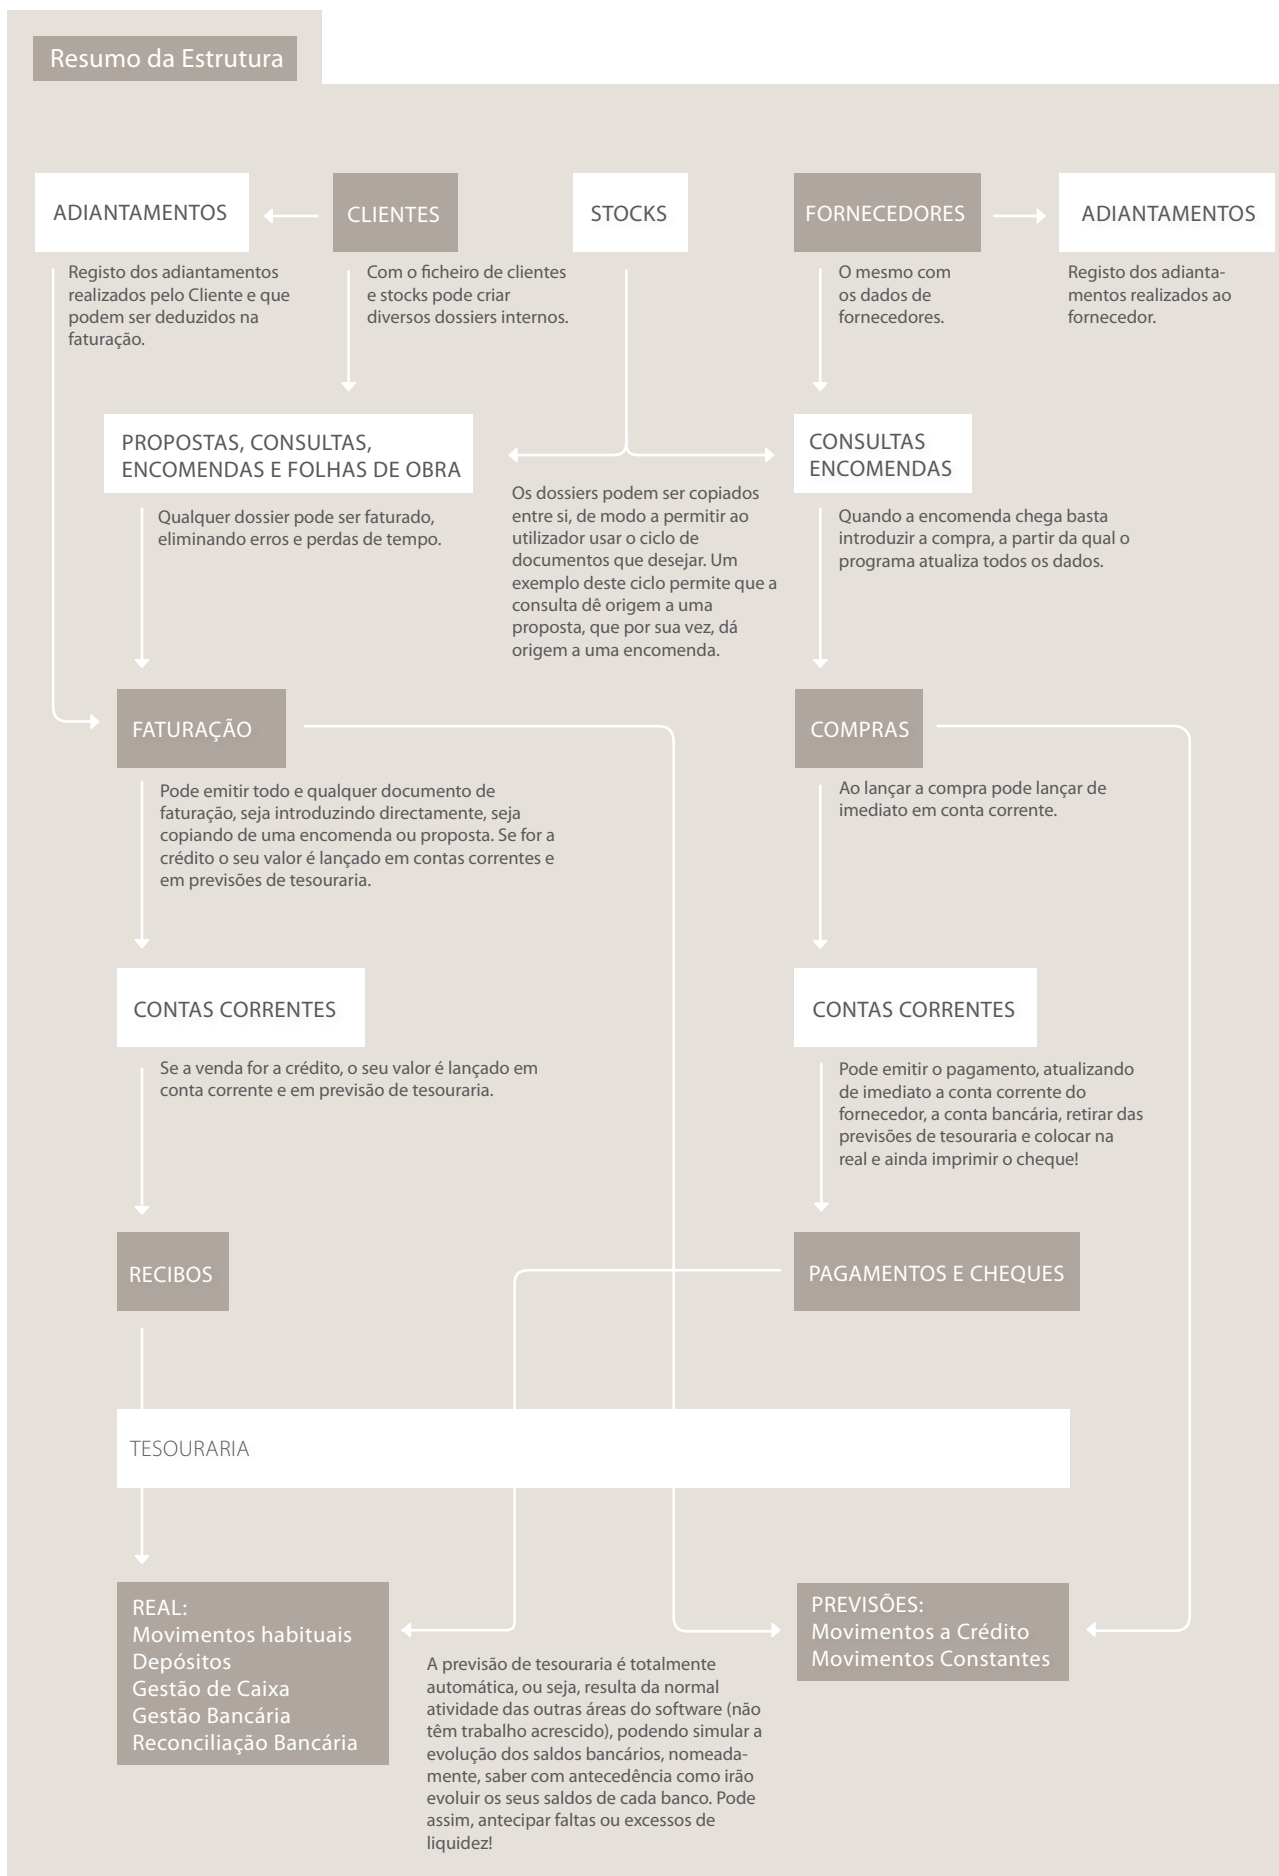 Resumo da Estrutura
ADIANTAMENTOS
CLIENTES
STOCKS
FORNECEDORES
ADIANTAMENTOS
Registo dos adiantamentos
realizados pelo Cliente e que
podem ser deduzidos na
faturação.
Com o ficheiro de clientes
e stocks pode criar
diversos dossiers internos.
O mesmo com
os dados de
fornecedores.
Registo dos adianta-
mentos realizados ao
fornecedor.
PROPOSTAS, CONSULTAS,
ENCOMENDAS E FOLHAS DE OBRA
CONSULTAS
ENCOMENDAS
Qualquer dossier pode ser faturado,
eliminando erros e perdas de tempo.
Os dossiers podem ser copiados
entre si, de modo a permitir ao
utilizador usar o ciclo de
documentos que desejar. Um
exemplo deste ciclo permite que a
consulta dê origem a uma
proposta, que por sua vez, dá
origem a uma encomenda.
Quando a encomenda chega basta
introduzir a compra, a partir da qual o
programa atualiza todos os dados.
FATURAÇÃO
COMPRAS
Pode emitir todo e qualquer documento de
faturação, seja introduzindo directamente, seja
copiando de uma encomenda ou proposta. Se for a
crédito o seu valor é lançado em contas correntes e
em previsões de tesouraria.
Ao lançar a compra pode lançar de
imediato em conta corrente.
CONTAS CORRENTES
CONTAS CORRENTES
Se a venda for a crédito, o seu valor é lançado em
conta corrente e em previsão de tesouraria.
Pode emitir o pagamento, atualizando
de imediato a conta corrente do
fornecedor, a conta bancária, retirar das
previsões de tesouraria e colocar na
real e ainda imprimir o cheque!
RECIBOS
PAGAMENTOS E CHEQUES
TESOURARIA
REAL:
Movimentos habituais
Depósitos
Gestão de Caixa
Gestão Bancária
Reconciliação Bancária
PREVISÕES:
Movimentos a Crédito
Movimentos Constantes
A previsão de tesouraria é totalmente
automática, ou seja, resulta da normal
atividade das outras áreas do software (não
têm trabalho acrescido), podendo simular a
evolução dos saldos bancários, nomeada-
mente, saber com antecedência como irão
evoluir os seus saldos de cada banco. Pode
assim, antecipar faltas ou excessos de
liquidez!